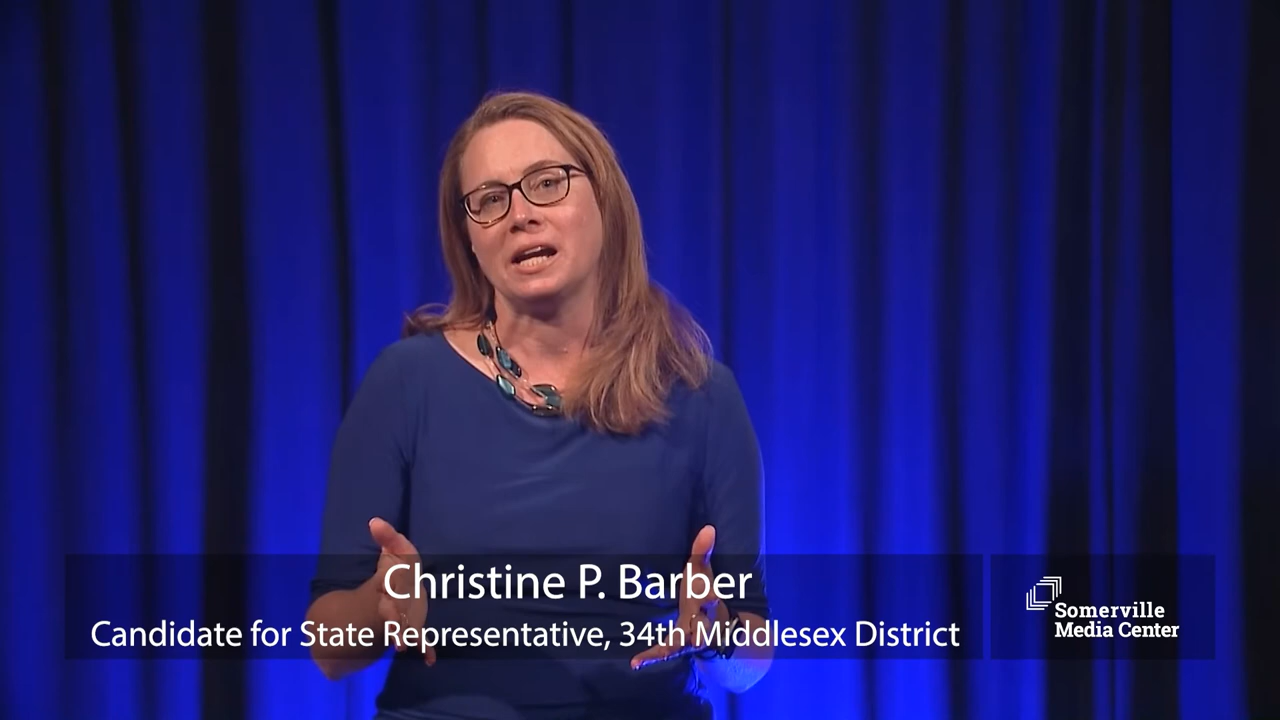 Christine P. Barber
Candidate for State Representative, 34th Middlesex District
Somerville
Media Center